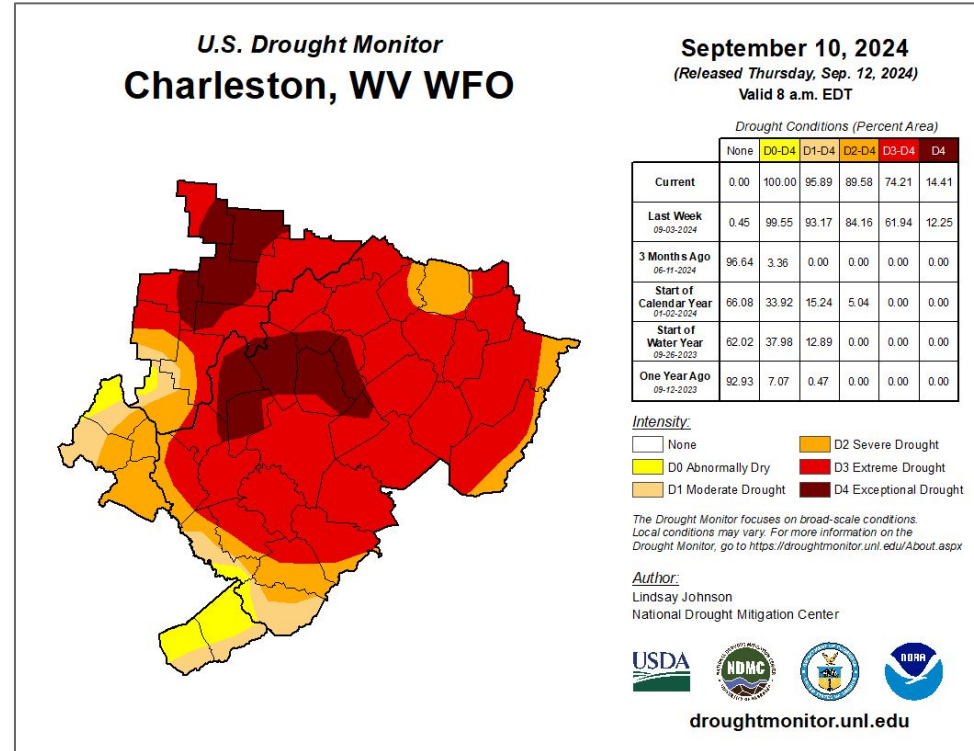 U.S. Drought Monitor
Charleston, WV WFO
September 10, 2024
(Released Thursday, Sep. 12, 2024)
Valid 8 a.m. EDT
Drought Conditions (Percent Area)
None D0-D4 D1-D4 D2-D4 D3-D4 D4
Current 0.00 100.00 95.89 89.58 74.21 14.41
Last Week
09-03-2024
0.45 99.55 93.17 84.16 61.94 12.25
3 Months Ago
06-11-2024
96.64 3.36 0.00 0.00 0.00 0.00
Start of
Calendar Year
01-02-2024
66.08 33.92 15.24 5.04 0.00 0.00
Start of
Water Year
09-26-2023
62.02 37.98 12.89 0.00 0.00 0.00
One Year Ago
09-12-2023
92.93 7.07 0.47 0.00 0.00 0.00
Intensity:
None
D0 Abnormally Dry
D1 Moderate Drought
D2 Severe Drought
D3 Extreme Drought
D4 Exceptional Drought
The Drought Monitor focuses on broad-scale conditions.
Local conditions may vary. For more information on the
Drought Monitor, go to https://droughtmonitor.unl.edu/About.aspx
Author:
Lindsay Johnson
National Drought Mitigation Center
USDA
NDMC
NOAA
droughtmonitor.unl.edu